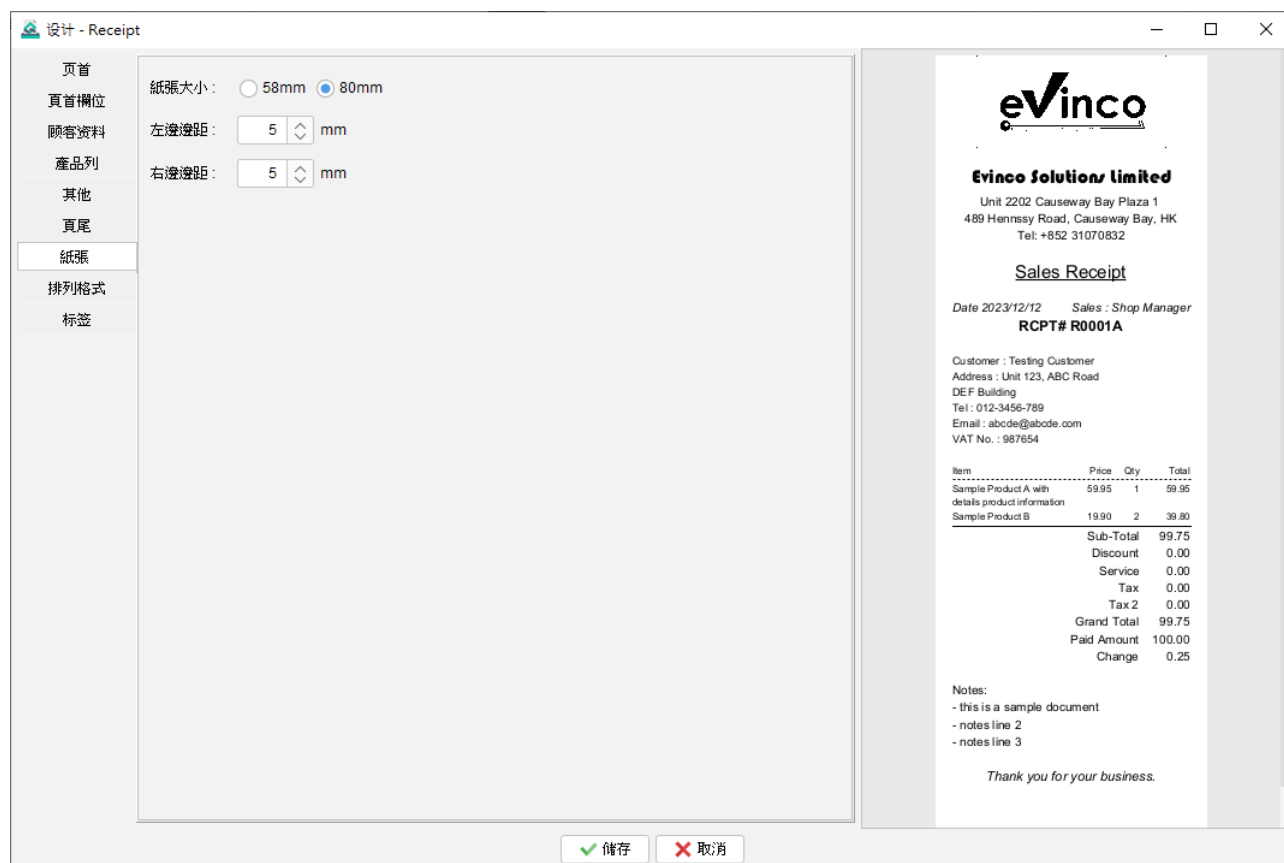 设计 - Receipt
页首
頁首欄位
顾客资料
產品列
其他
頁尾
紙張
排列格式
标签
紙張大小 : 58mm 80mm
左邊邊距 : 5 mm
右邊邊距 : 5 mm
eVinco
Evinco Solutions Limited
Unit 2202 Causeway Bay Plaza 1
489 Hennssy Road, Causeway Bay, HK
Tel: +852 31070832
Sales Receipt
Date 2023/12/12 Sales : Shop Manager
RCPT# R0001A
Customer : Testing Customer
Address : Unit 123, ABC Road
DEF Building
Tel : 012-3456-789
Email : abcde@abcde.com
VAT No. : 987654
Item Price Qty Total
Sample Product A with 59.95 1 59.95
details product information
Sample Product B 19.90 2 39.80
Sub-Total 99.75
Discount 0.00
Service 0.00
Tax 0.00
Tax 2 0.00
Grand Total 99.75
Paid Amount 100.00
Change 0.25
Notes:
- this is a sample document
- notes line 2
- notes line 3
Thank you for your business.
儲存 取消